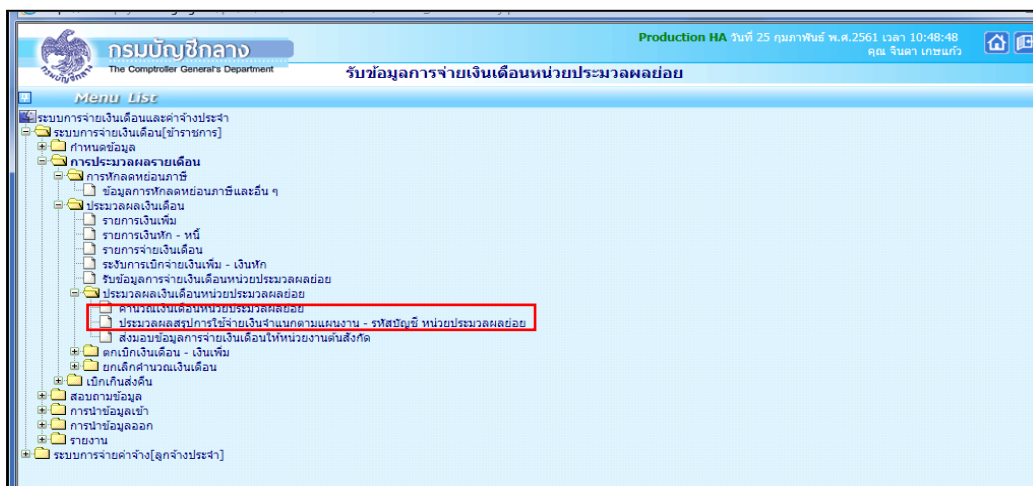 Production HA วันที่ 25 กุมภาพันธ์ พ.ศ.2561 เวลา 10:48:48
กรมบัญชีกลาง
คุณ จินดา เกษแก้ว
The Comptroller General's Department
รับข้อมูลการจ่ายเงินเดือนหน่วยประมวลผลย่อย
Menu List
ระบบการจ่ายเงินเดือนและค่าจ้างประจำ
ระบบการจ่ายเงินเดือน[ข้าราชการ]
กำหนดข้อมูล
การประมวลผลรายเดือน
การหักลดหย่อนภาษี
ข้อมูลการหักลดหย่อนภาษีและอื่น ๆ
ประมวลผลเงินเดือน
รายการเงินเพิ่ม
รายการเงินหัก - หนี้
รายการจ่ายเงินเดือน
ระงับการเบิกจ่ายเงินเพิ่ม - เงินหัก
รับข้อมูลการจ่ายเงินเดือนหน่วยประมวลผลย่อย
ประมวลผลเงินเดือนหน่วยประมวลผลย่อย
คำนวณเงินเดือนหน่วยประมวลผลย่อย
ประมวลผลสรุปการใช้จ่ายเงินจำแนกตามแผนงาน - รหัสบัญชี หน่วยประมวลผลย่อย
ส่งมอบข้อมูลการจ่ายเงินเดือนให้หน่วยงานต้นสังกัด
ตกเบิกเงินเดือน - เงินเพิ่ม
ยกเลิกคำนวณเงินเดือน
เบิกเกินส่งคืน
สอบถามข้อมูล
การนำข้อมูลเข้า
การนำข้อมูลออก
รายงาน
ระบบการจ่ายค่าจ้าง[ลูกจ้างประจำ]